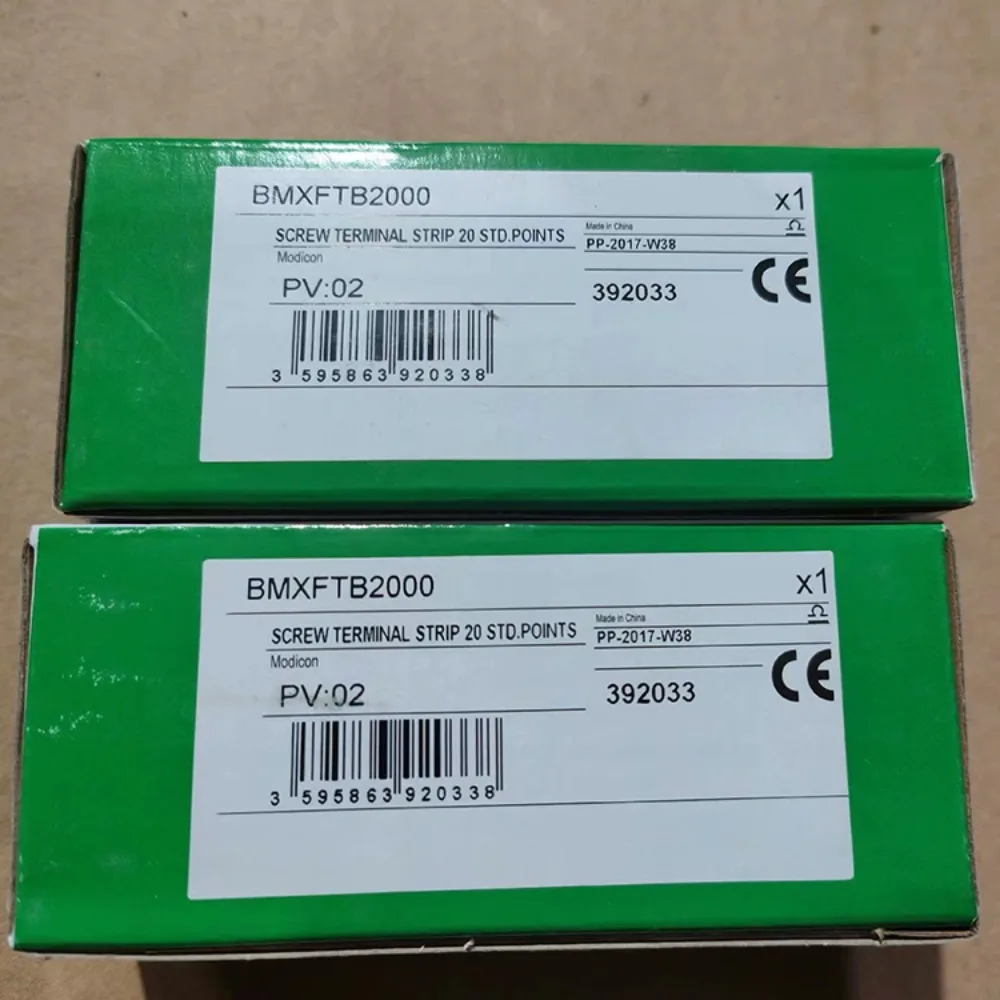 BMXFTB2000 x1
SCREW TERMINAL STRIP 20 STD.POINTS
Made in China
Modicon
PP-2017-W38
PV:02
392033
CE
3 595863 920338
BMXFTB2000 x1
SCREW TERMINAL STRIP 20 STD.POINTS
Made in China
Modicon
PP-2017-W38
PV:02
392033
CE
3 595863 920338